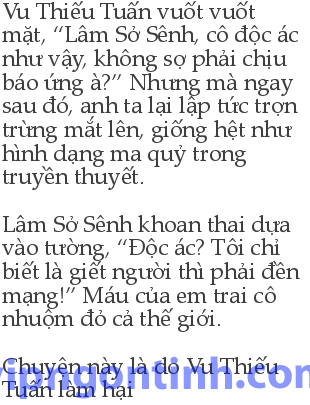 Vu Thiếu Tuấn vuốt vuốt
mặt, “Lâm Sở Sênh, cô độc ác
như vậy, không sợ phải chịu
báo ứng à?” Nhưng mà ngay
sau đó, anh ta lại lập tức trợn
trừng mắt lên, giống hệt như
hình dạng ma quỷ trong
truyền thuyết.
Lâm Sở Sênh khoan thai dựa
vào tường, “Độc ác? Tôi chỉ
biết là giết người thì phải đền
mạng!” Máu của em trai cô
nhuộm đỏ cả thế giới.
Chuyện này là do Vu Thiếu
Tuấn làm hại
vipngontinh.com